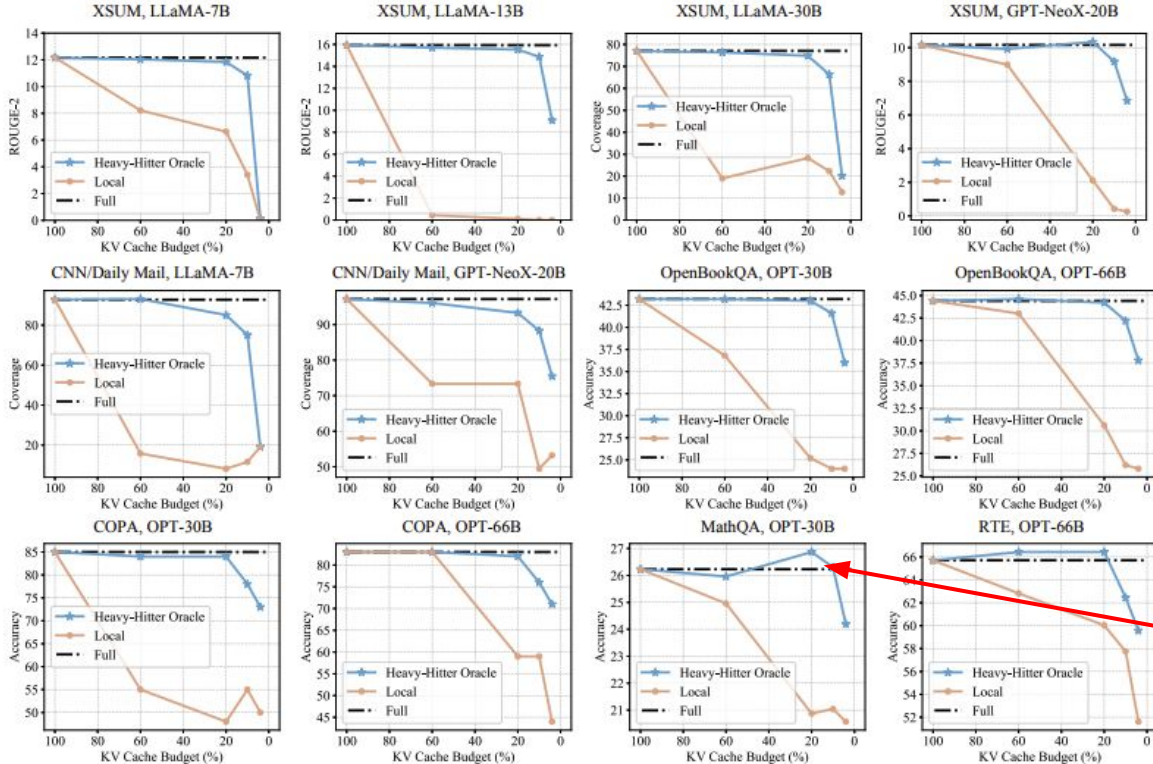 XSUM, LLaMA-7B
XSUM, LLaMA-13B
XSUM, LLaMA-30B
XSUM, GPT-NeoX-20B
14
12
10
8
6
4
2
0
ROUGE-2
Heavy-Hitter Oracle
Local
Full
100 80 60 40 20 0
KV Cache Budget (%)
16
14
12
10
8
6
4
2
0
ROUGE-2
Heavy-Hitter Oracle
Local
Full
100 80 60 40 20 0
KV Cache Budget (%)
80
70
60
50
40
30
20
10
0
Coverage
Heavy-Hitter Oracle
Local
Full
100 80 60 40 20 0
KV Cache Budget (%)
10
8
6
4
2
0
ROUGE-2
Heavy-Hitter Oracle
Local
Full
100 80 60 40 20 0
KV Cache Budget (%)
CNN/Daily Mail, LLaMA-7B
CNN/Daily Mail, GPT-NeoX-20B
OpenBookQA, OPT-30B
OpenBookQA, OPT-66B
80
60
40
20
Coverage
Heavy-Hitter Oracle
Local
Full
100 80 60 40 20 0
KV Cache Budget (%)
90
80
70
60
50
Coverage
Heavy-Hitter Oracle
Local
Full
100 80 60 40 20 0
KV Cache Budget (%)
42.5
40.0
37.5
35.0
32.5
30.0
27.5
25.0
Accuracy
Heavy-Hitter Oracle
Local
Full
100 80 60 40 20 0
KV Cache Budget (%)
45.0
42.5
40.0
37.5
35.0
32.5
30.0
27.5
25.0
Accuracy
Heavy-Hitter Oracle
Local
Full
100 80 60 40 20 0
KV Cache Budget (%)
COPA, OPT-30B
COPA, OPT-66B
MathQA, OPT-30B
RTE, OPT-66B
85
80
75
70
65
60
55
50
Accuracy
Heavy-Hitter Oracle
Local
Full
100 80 60 40 20 0
KV Cache Budget (%)
80
75
70
65
60
55
50
45
Accuracy
Heavy-Hitter Oracle
Local
Full
100 80 60 40 20 0
KV Cache Budget (%)
27
26
25
24
23
22
21
Accuracy
Heavy-Hitter Oracle
Local
Full
100 80 60 40 20 0
KV Cache Budget (%)
66
64
62
60
58
56
54
52
Accuracy
Heavy-Hitter Oracle
Local
Full
100 80 60 40 20 0
KV Cache Budget (%)